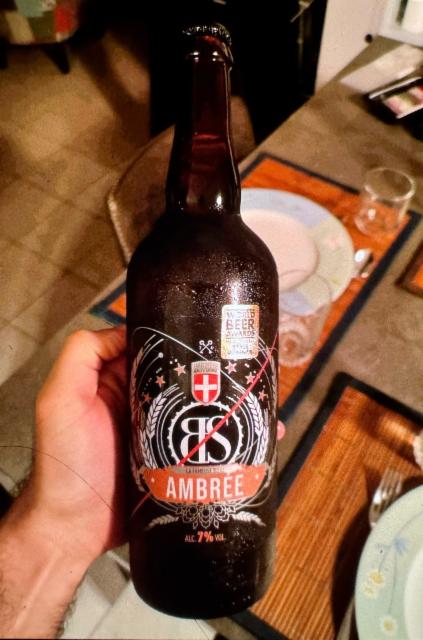 WORLD
BEER
AWARDS
BS
AMBRÉE
ALC. 7% VOL.